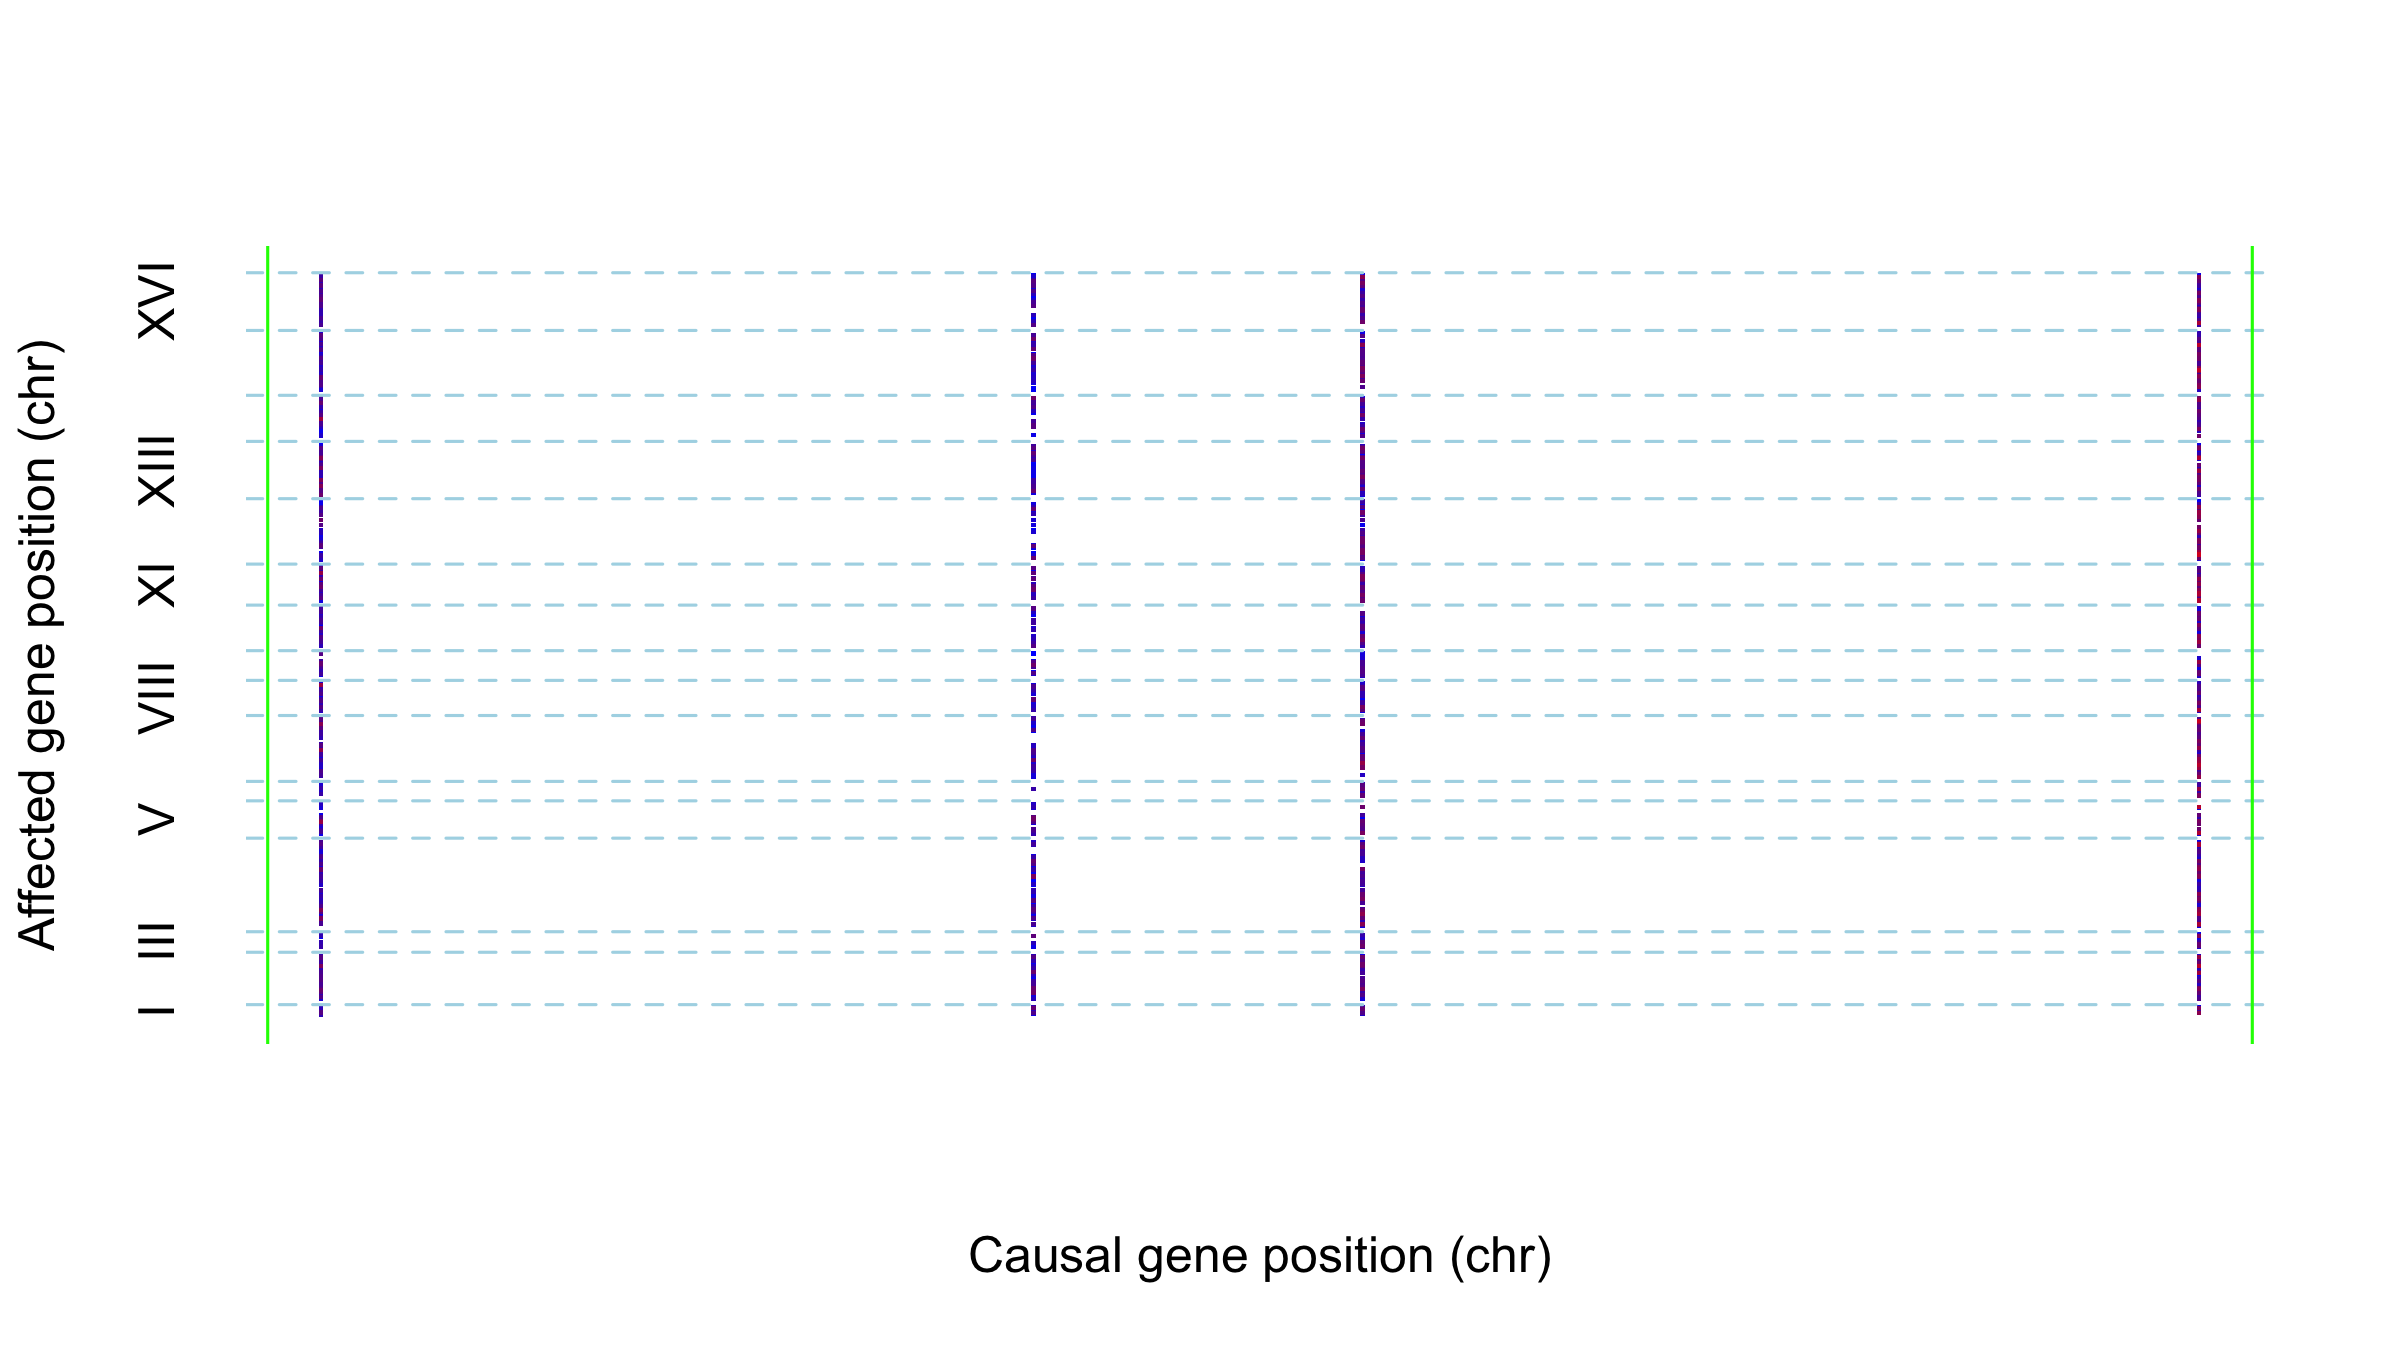 Affected gene position (chr)
XVI
XIII
XI
VIII
V
III
I
Causal gene position (chr)